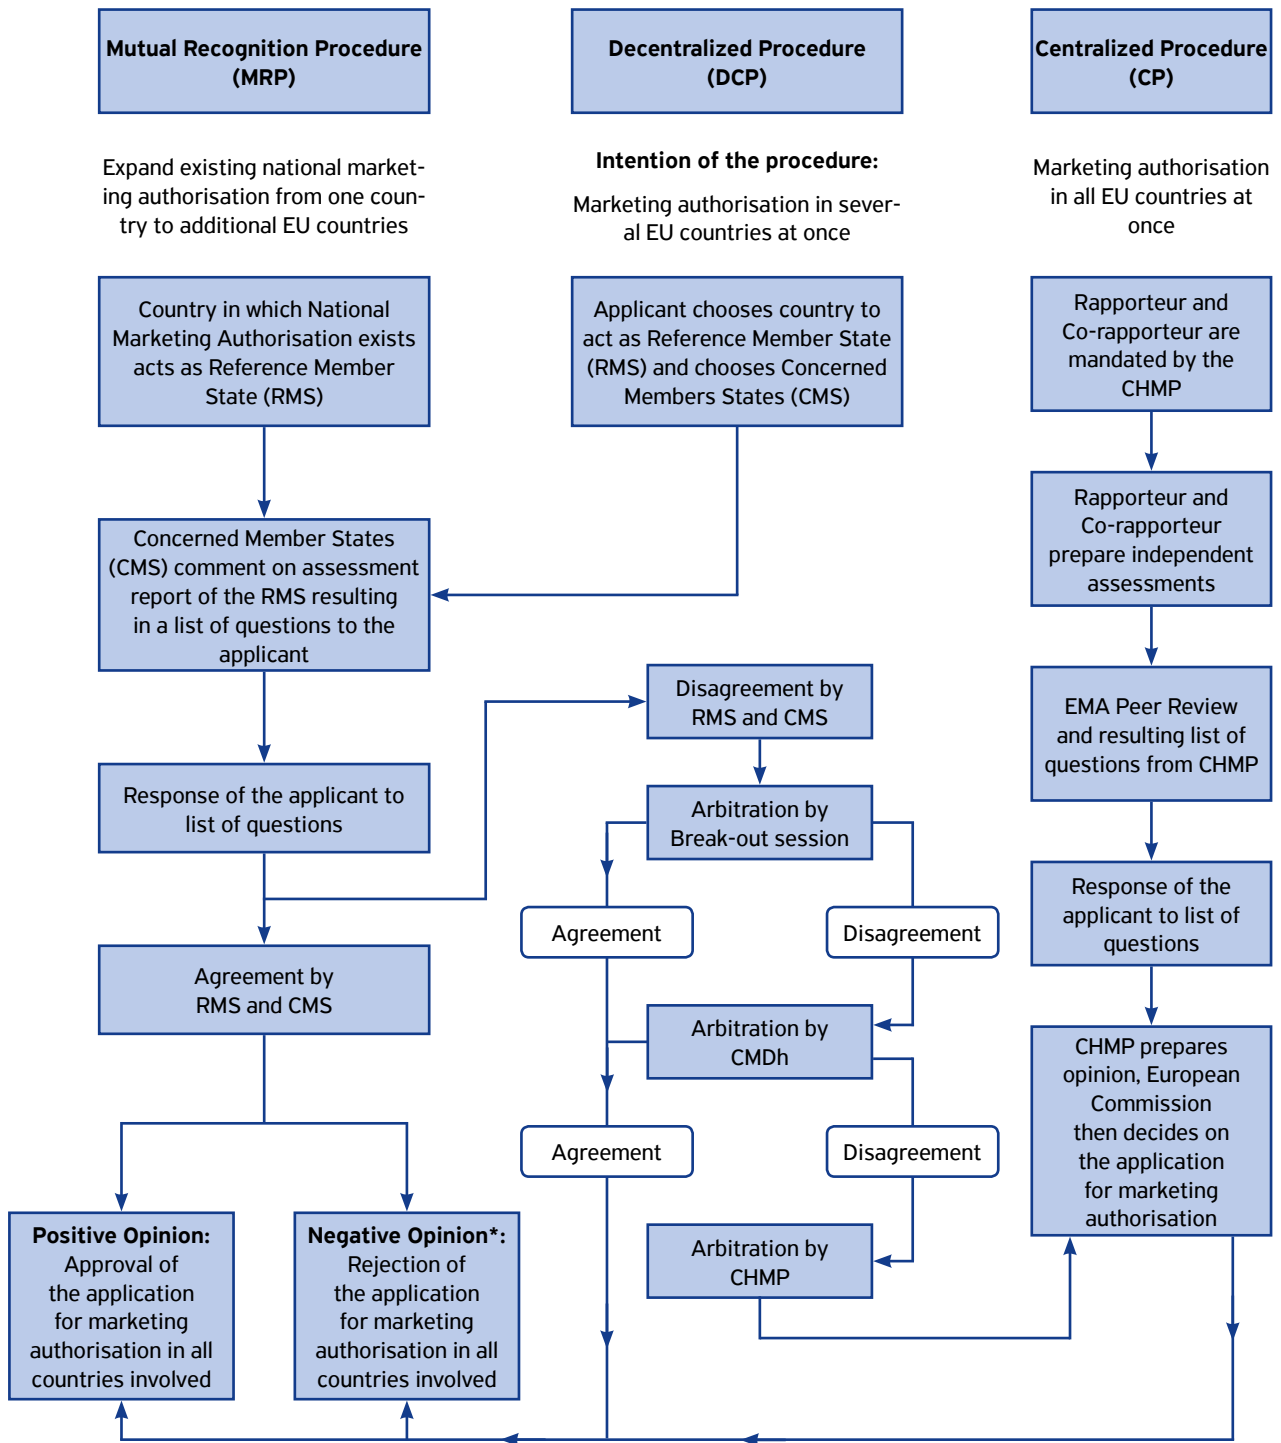 Mutual Recognition Procedure
(MRP)
Decentralized Procedure
(DCP)
Centralized Procedure
(CP)
Expand existing national market-
ing authorisation from one coun-
try to additional EU countries
Intention of the procedure:
Marketing authorisation in sever-
al EU countries at once
Marketing authorisation
in all EU countries at
once
Country in which National
Marketing Authorisation exists
acts as Reference Member
State (RMS)
Applicant chooses country to
act as Reference Member State
(RMS) and chooses Concerned
Members States (CMS)
Rapporteur and
Co-rapporteur are
mandated by the
CHMP
Rapporteur and
Co-rapporteur
prepare independent
assessments
Concerned Member States
(CMS) comment on assessment
report of the RMS resulting
in a list of questions to the
applicant
Disagreement by
RMS and CMS
EMA Peer Review
and resulting list of
questions from CHMP
Response of the applicant to
list of questions
Arbitration by
Break-out session
Response of the
applicant to list of
questions
Agreement
Disagreement
Agreement by
RMS and CMS
Arbitration by
CMDh
CHMP prepares
opinion, European
Commission
then decides on
the application
for marketing
authorisation
Agreement
Disagreement
Positive Opinion:
Approval of
the application
for marketing
authorisation in all
countries involved
Negative Opinion*:
Rejection of
the application
for marketing
authorisation in all
countries involved
Arbitration by
CHMP